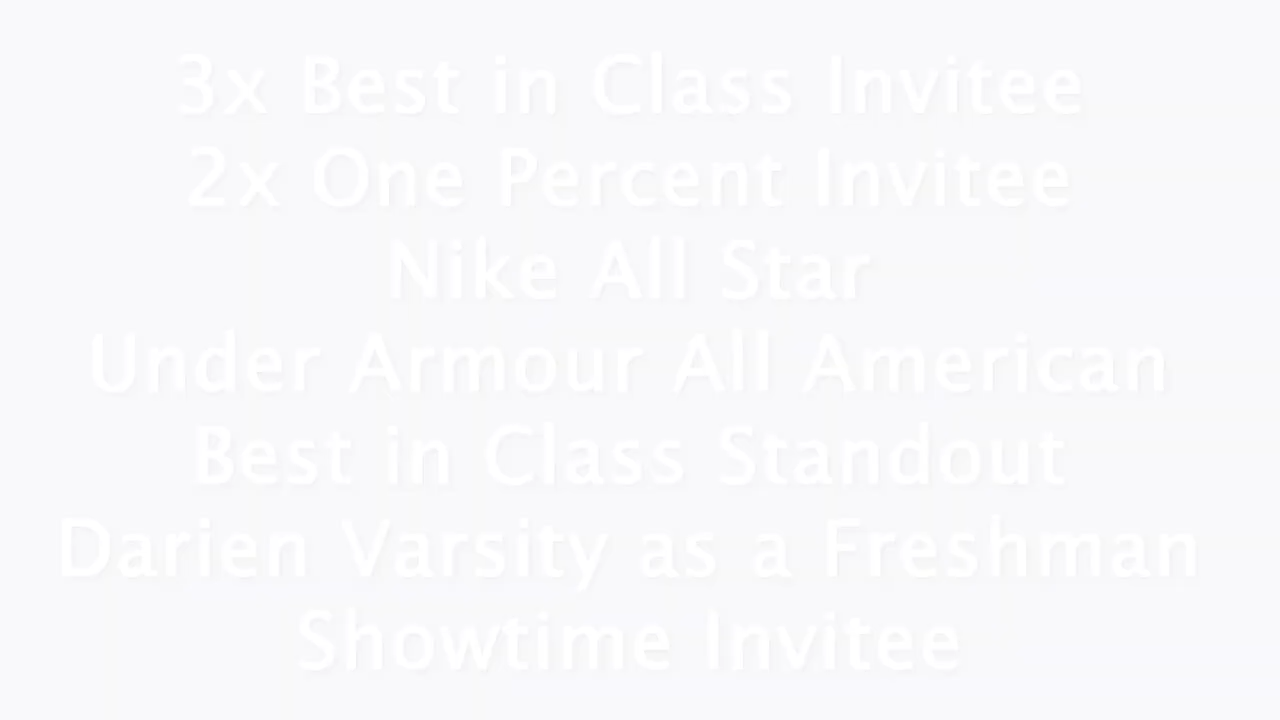 3x Best in Class Invitee
2x One Percent Invitee
Nike All Star
Under Armour All American
Best in Class Standout
Darien Varsity as a Freshman
Showtime Invitee